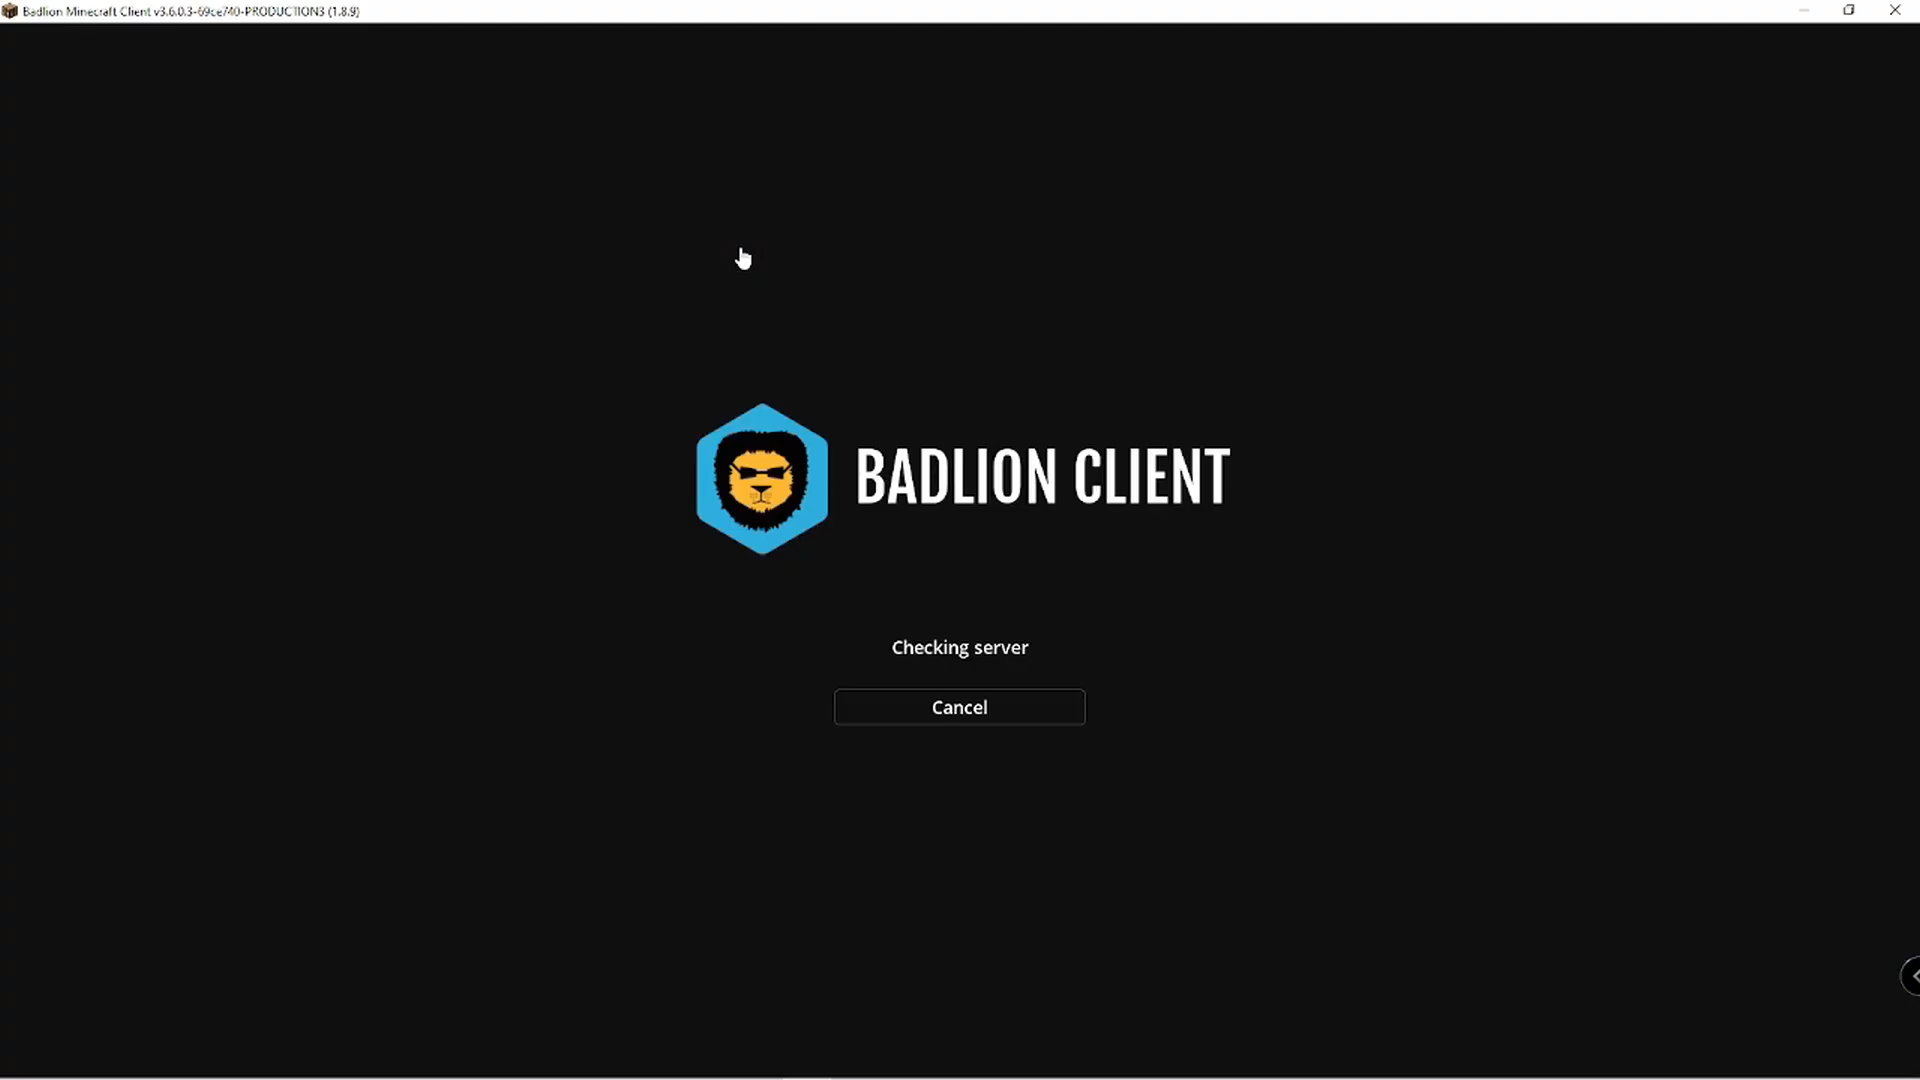 Badlion Minecraft Client v3.6.0.3-69ce740-PRODUCTION3 (1.8.9)
BADLION CLIENT
Checking server
Cancel